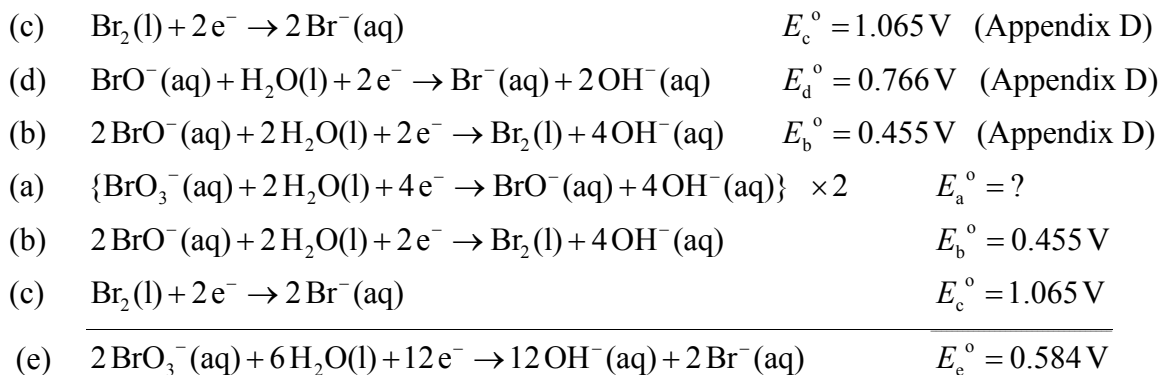 (c) Br₂(l) + 2 e⁻ → 2 Br⁻(aq) E_c° = 1.065 V (Appendix D)
(d) BrO⁻(aq) + H₂O(l) + 2 e⁻ → Br⁻(aq) + 2 OH⁻(aq) E_d° = 0.766 V (Appendix D)
(b) 2 BrO⁻(aq) + 2 H₂O(l) + 2 e⁻ → Br₂(l) + 4 OH⁻(aq) E_b° = 0.455 V (Appendix D)
(a) {BrO₃⁻(aq) + 2 H₂O(l) + 4 e⁻ → BrO⁻(aq) + 4 OH⁻(aq)} ×2 E_a° = ?
(b) 2 BrO⁻(aq) + 2 H₂O(l) + 2 e⁻ → Br₂(l) + 4 OH⁻(aq) E_b° = 0.455 V
(c) Br₂(l) + 2 e⁻ → 2 Br⁻(aq) E_c° = 1.065 V
(e) 2 BrO₃⁻(aq) + 6 H₂O(l) + 12 e⁻ → 12 OH⁻(aq) + 2 Br⁻(aq) E_e° = 0.584 V